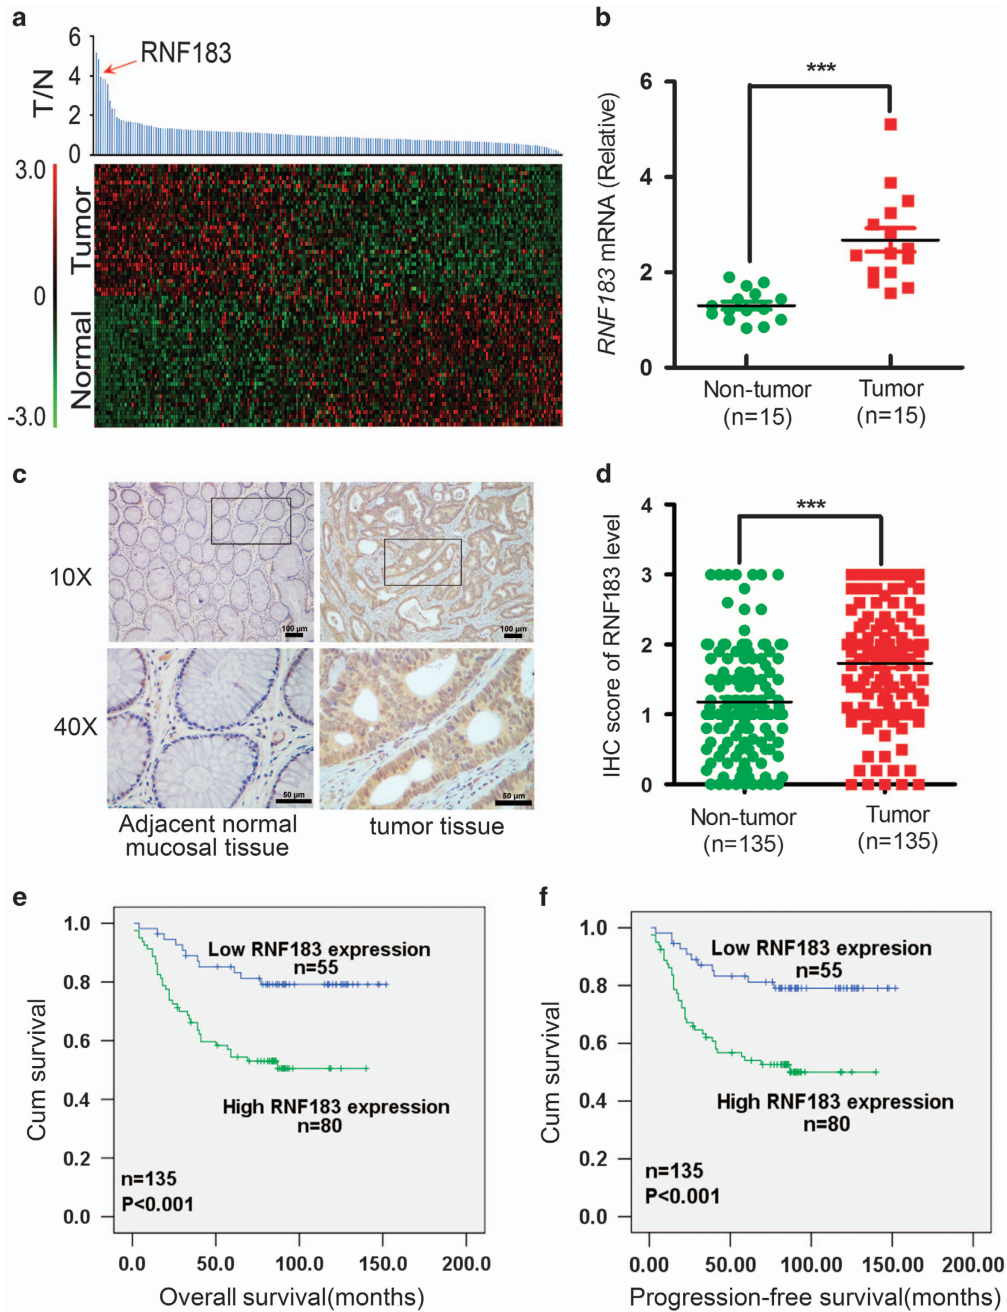 a
6
4
2
0
T/N
RNF183
3.0
0
-3.0
Tumor
Normal
b
***
6
4
2
0
RNF183 mRNA (Relative)
Non-tumor
(n=15)
Tumor
(n=15)
c
10X
40X
100 µm
100 µm
50 µm
50 µm
Adjacent normal
mucosal tissue
tumor tissue
d
***
4
3
2
1
0
IHC score of RNF183 level
Non-tumor
(n=135)
Tumor
(n=135)
e
1.0
0.8
0.6
0.4
0.2
0.0
Cum survival
Low RNF183 expression
n=55
High RNF183 expression
n=80
n=135
P<0.001
0.0 50.0 100.0 150.0 200.0
Overall survival(months)
f
1.0
0.8
0.6
0.4
0.2
0.0
Cum survival
Low RNF183 expression
n=55
High RNF183 expression
n=80
n=135
P<0.001
0.00 50.00 100.00 150.00 200.00
Progression-free survival(months)